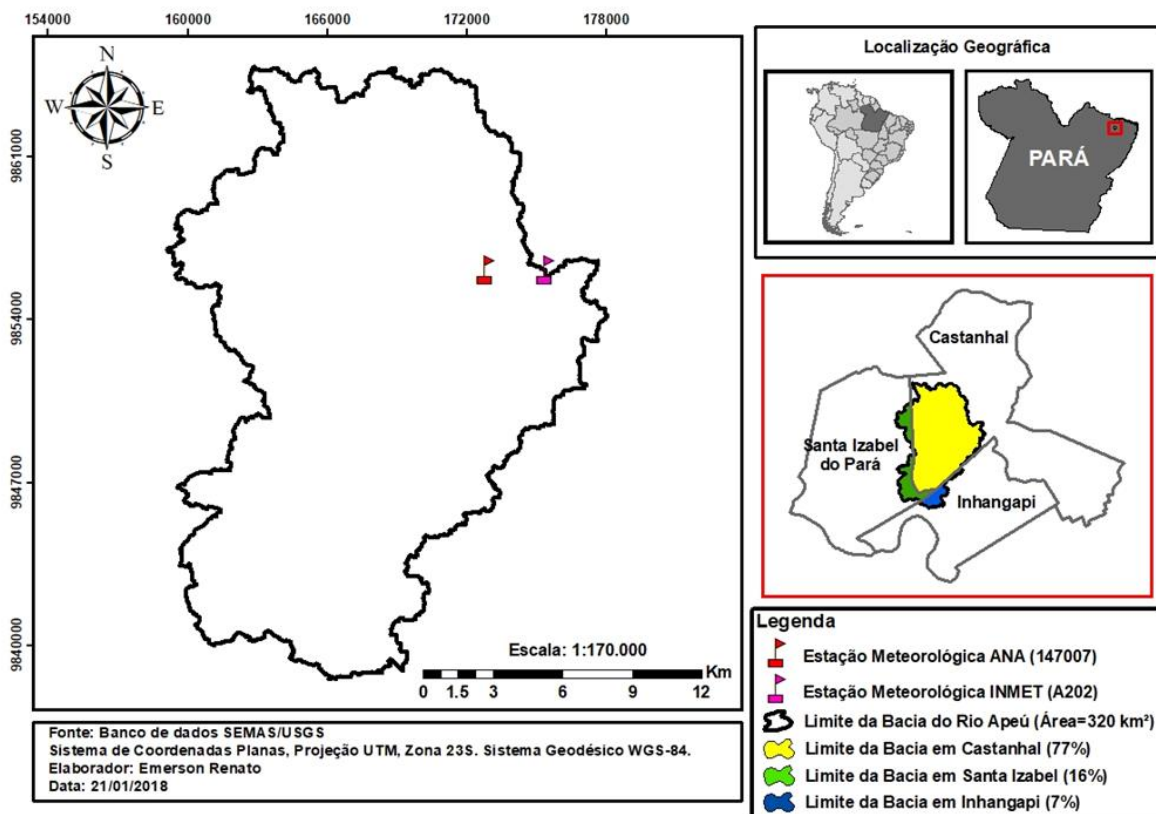 154000 160000 166000 172000 178000
N
W E
S
9861000
9854000
9847000
9840000
Escala: 1:170.000
Km
0 1.5 3 6 9 12
Fonte: Banco de dados SEMAS/USGS
Sistema de Coordenadas Planas, Projeção UTM, Zona 23S. Sistema Geodésico WGS-84.
Elaborador: Emerson Renato
Data: 21/01/2018
Localização Geográfica
PARÁ
Castanhal
Santa Izabel
do Pará
Inhangapi
Legenda
Estação Meteorológica ANA (147007)
Estação Meteorológica INMET (A202)
Limite da Bacia do Rio Apeú (Área=320 km²)
Limite da Bacia em Castanhal (77%)
Limite da Bacia em Santa Izabel (16%)
Limite da Bacia em Inhangapi (7%)